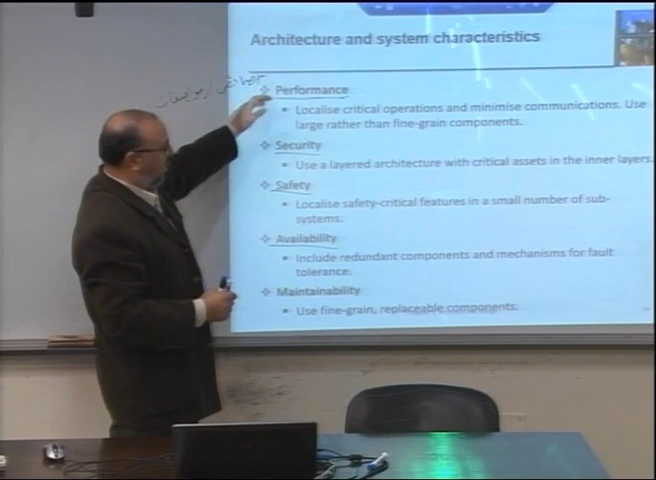 Architecture and system characteristics
Performance
Localise critical operations and minimise communications. Use
large rather than fine-grain components.
Security
Use a layered architecture with critical assets in the inner layers.
Safety
Localise safety-critical features in a small number of sub-
systems.
Availability
Include redundant components and mechanisms for fault
tolerance.
Maintainability
Use fine-grain, replaceable components.